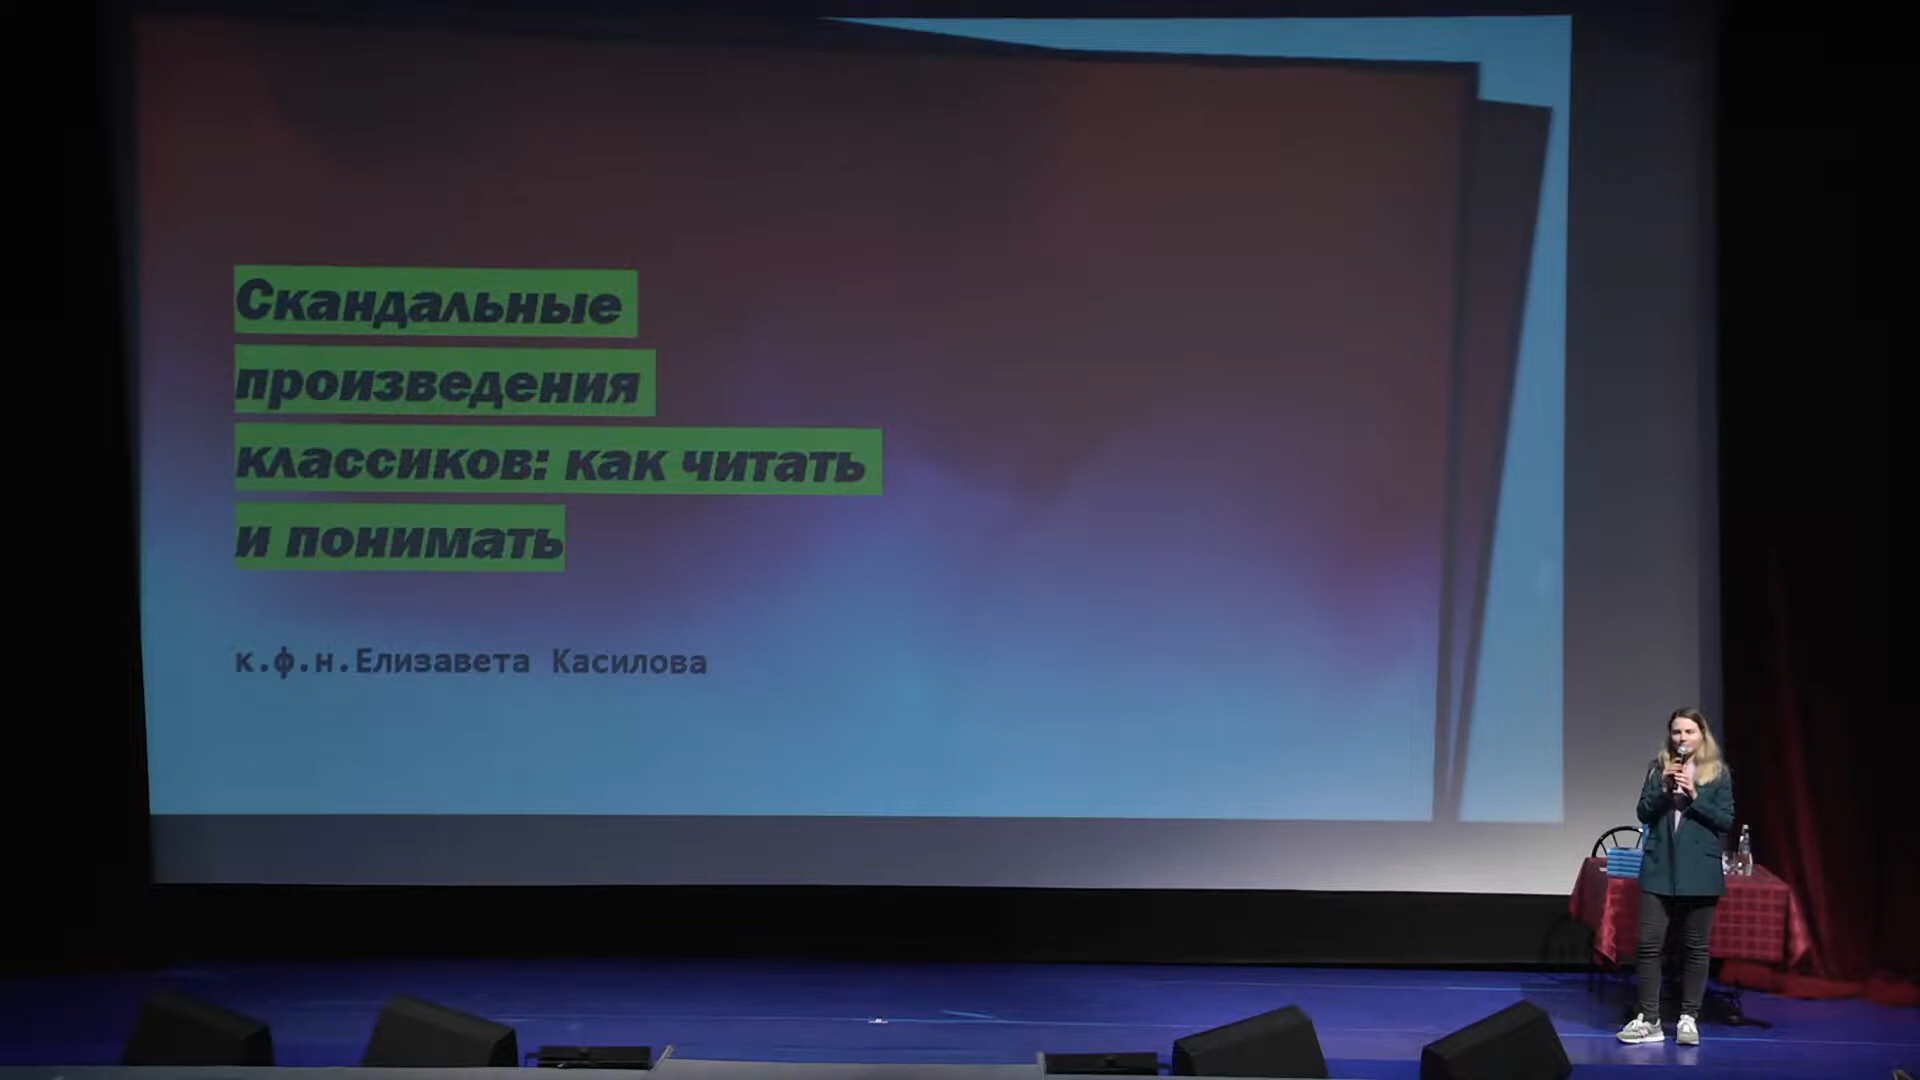 Скандальные
произведения
классиков: как читать
и понимать
к.ф.н.Елизавета Касилова